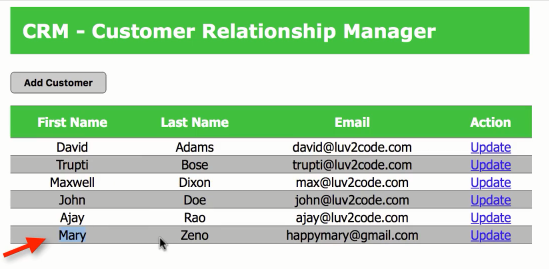 CRM - Customer Relationship Manager
Add Customer
First Name Last Name Email Action
David Adams david@luv2code.com Update
Trupti Bose trupti@luv2code.com Update
Maxwell Dixon max@luv2code.com Update
John Doe john@luv2code.com Update
Ajay Rao ajay@luv2code.com Update
Mary Zeno happymary@gmail.com Update